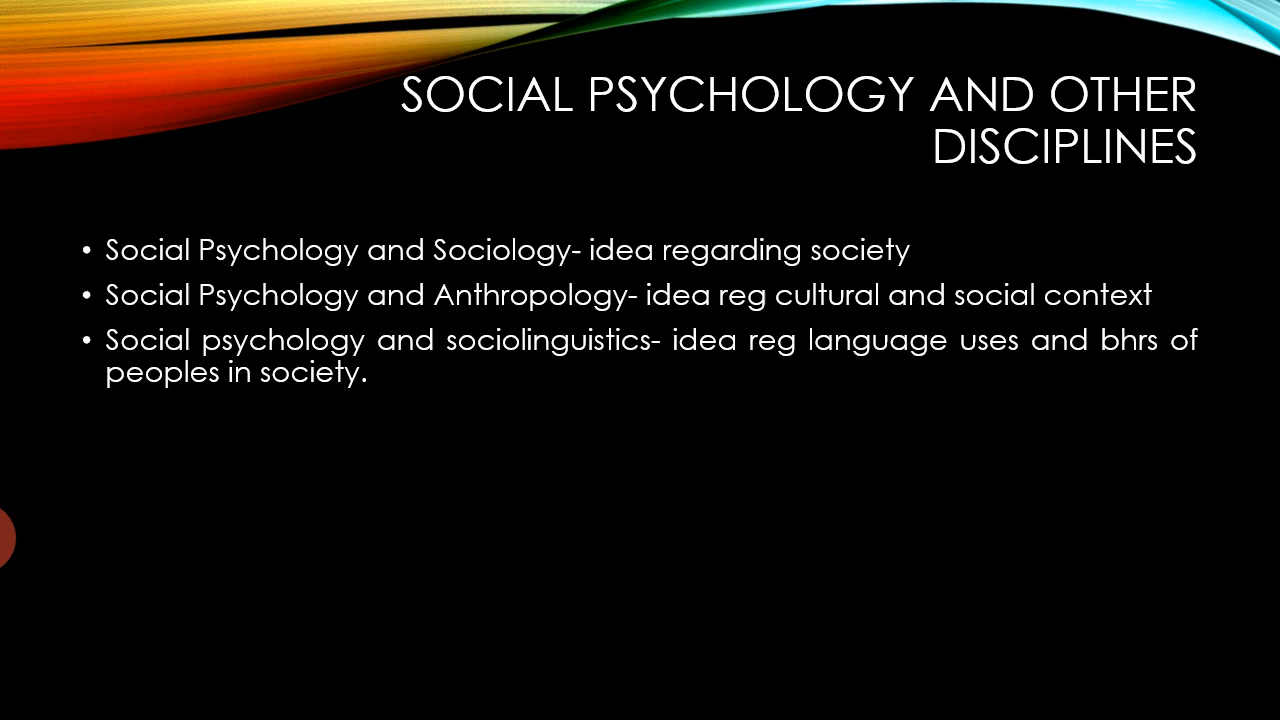 SOCIAL PSYCHOLOGY AND OTHER
DISCIPLINES
• Social Psychology and Sociology- idea regarding society
• Social Psychology and Anthropology- idea reg cultural and social context
• Social psychology and sociolinguistics- idea reg language uses and bhrs of
peoples in society.